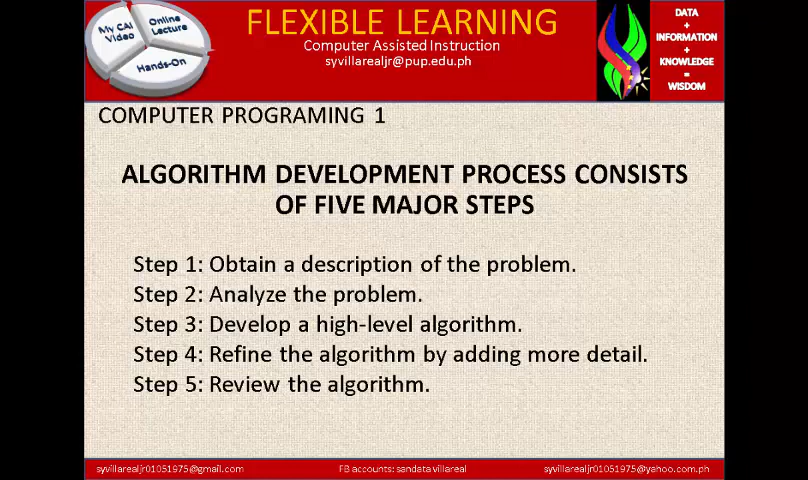 My CAI
Video
Online
Lecture
Hands-On
FLEXIBLE LEARNING
Computer Assisted Instruction
syvillarealjr@pup.edu.ph
DATA
+
INFORMATION
+
KNOWLEDGE
=
WISDOM
COMPUTER PROGRAMING 1
ALGORITHM DEVELOPMENT PROCESS CONSISTS
OF FIVE MAJOR STEPS
Step 1: Obtain a description of the problem.
Step 2: Analyze the problem.
Step 3: Develop a high-level algorithm.
Step 4: Refine the algorithm by adding more detail.
Step 5: Review the algorithm.
syvillarealjr01051975@gmail.com
FB accounts: sandata villareal
syvillarealjr01051975@yahoo.com.ph